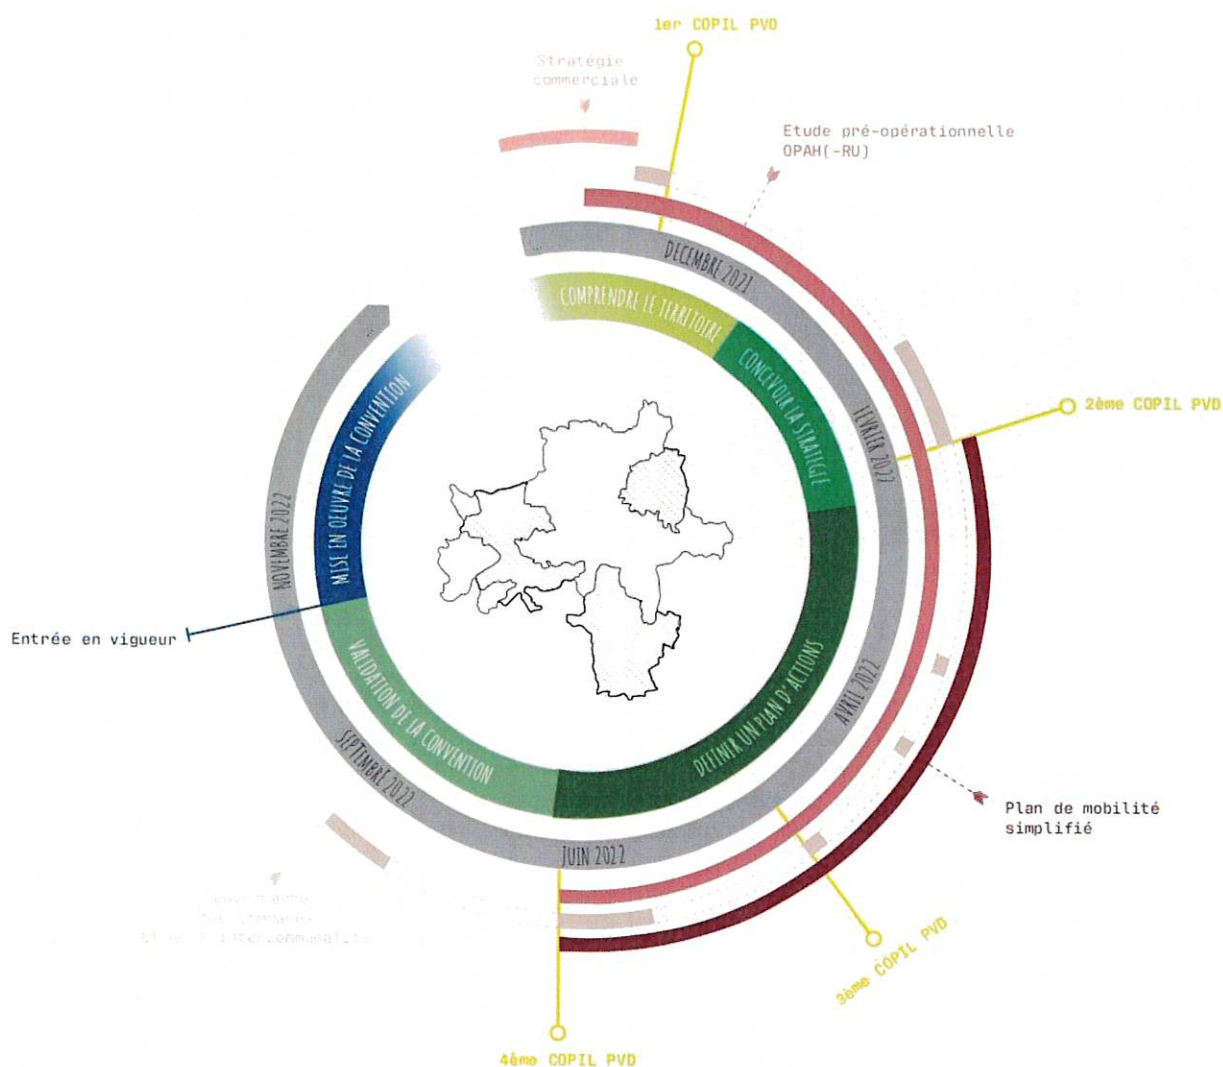 1er COPIL PVD
Stratégie
commerciale
Etude pré-opérationnelle
OPAH(-RU)
...
DECEMBRE 2021
COMPRENDRE LE TERRITOIRE
CONCEVOIR LA STRATEGIE
FEVRIER 2022
2ème COPIL PVD
...
MISE EN OEUVRE DE LA CONVENTION
NOVEMBRE 2022
Entrée en vigueur
VALIDATION DE LA CONVENTION
DEFINIR UN PLAN D'ACTIONS
AVRIL 2022
SEPTEMBRE 2022
Plan de mobilité
simplifié
JUIN 2022
3ème COPIL PVD
4ème COPIL PVD